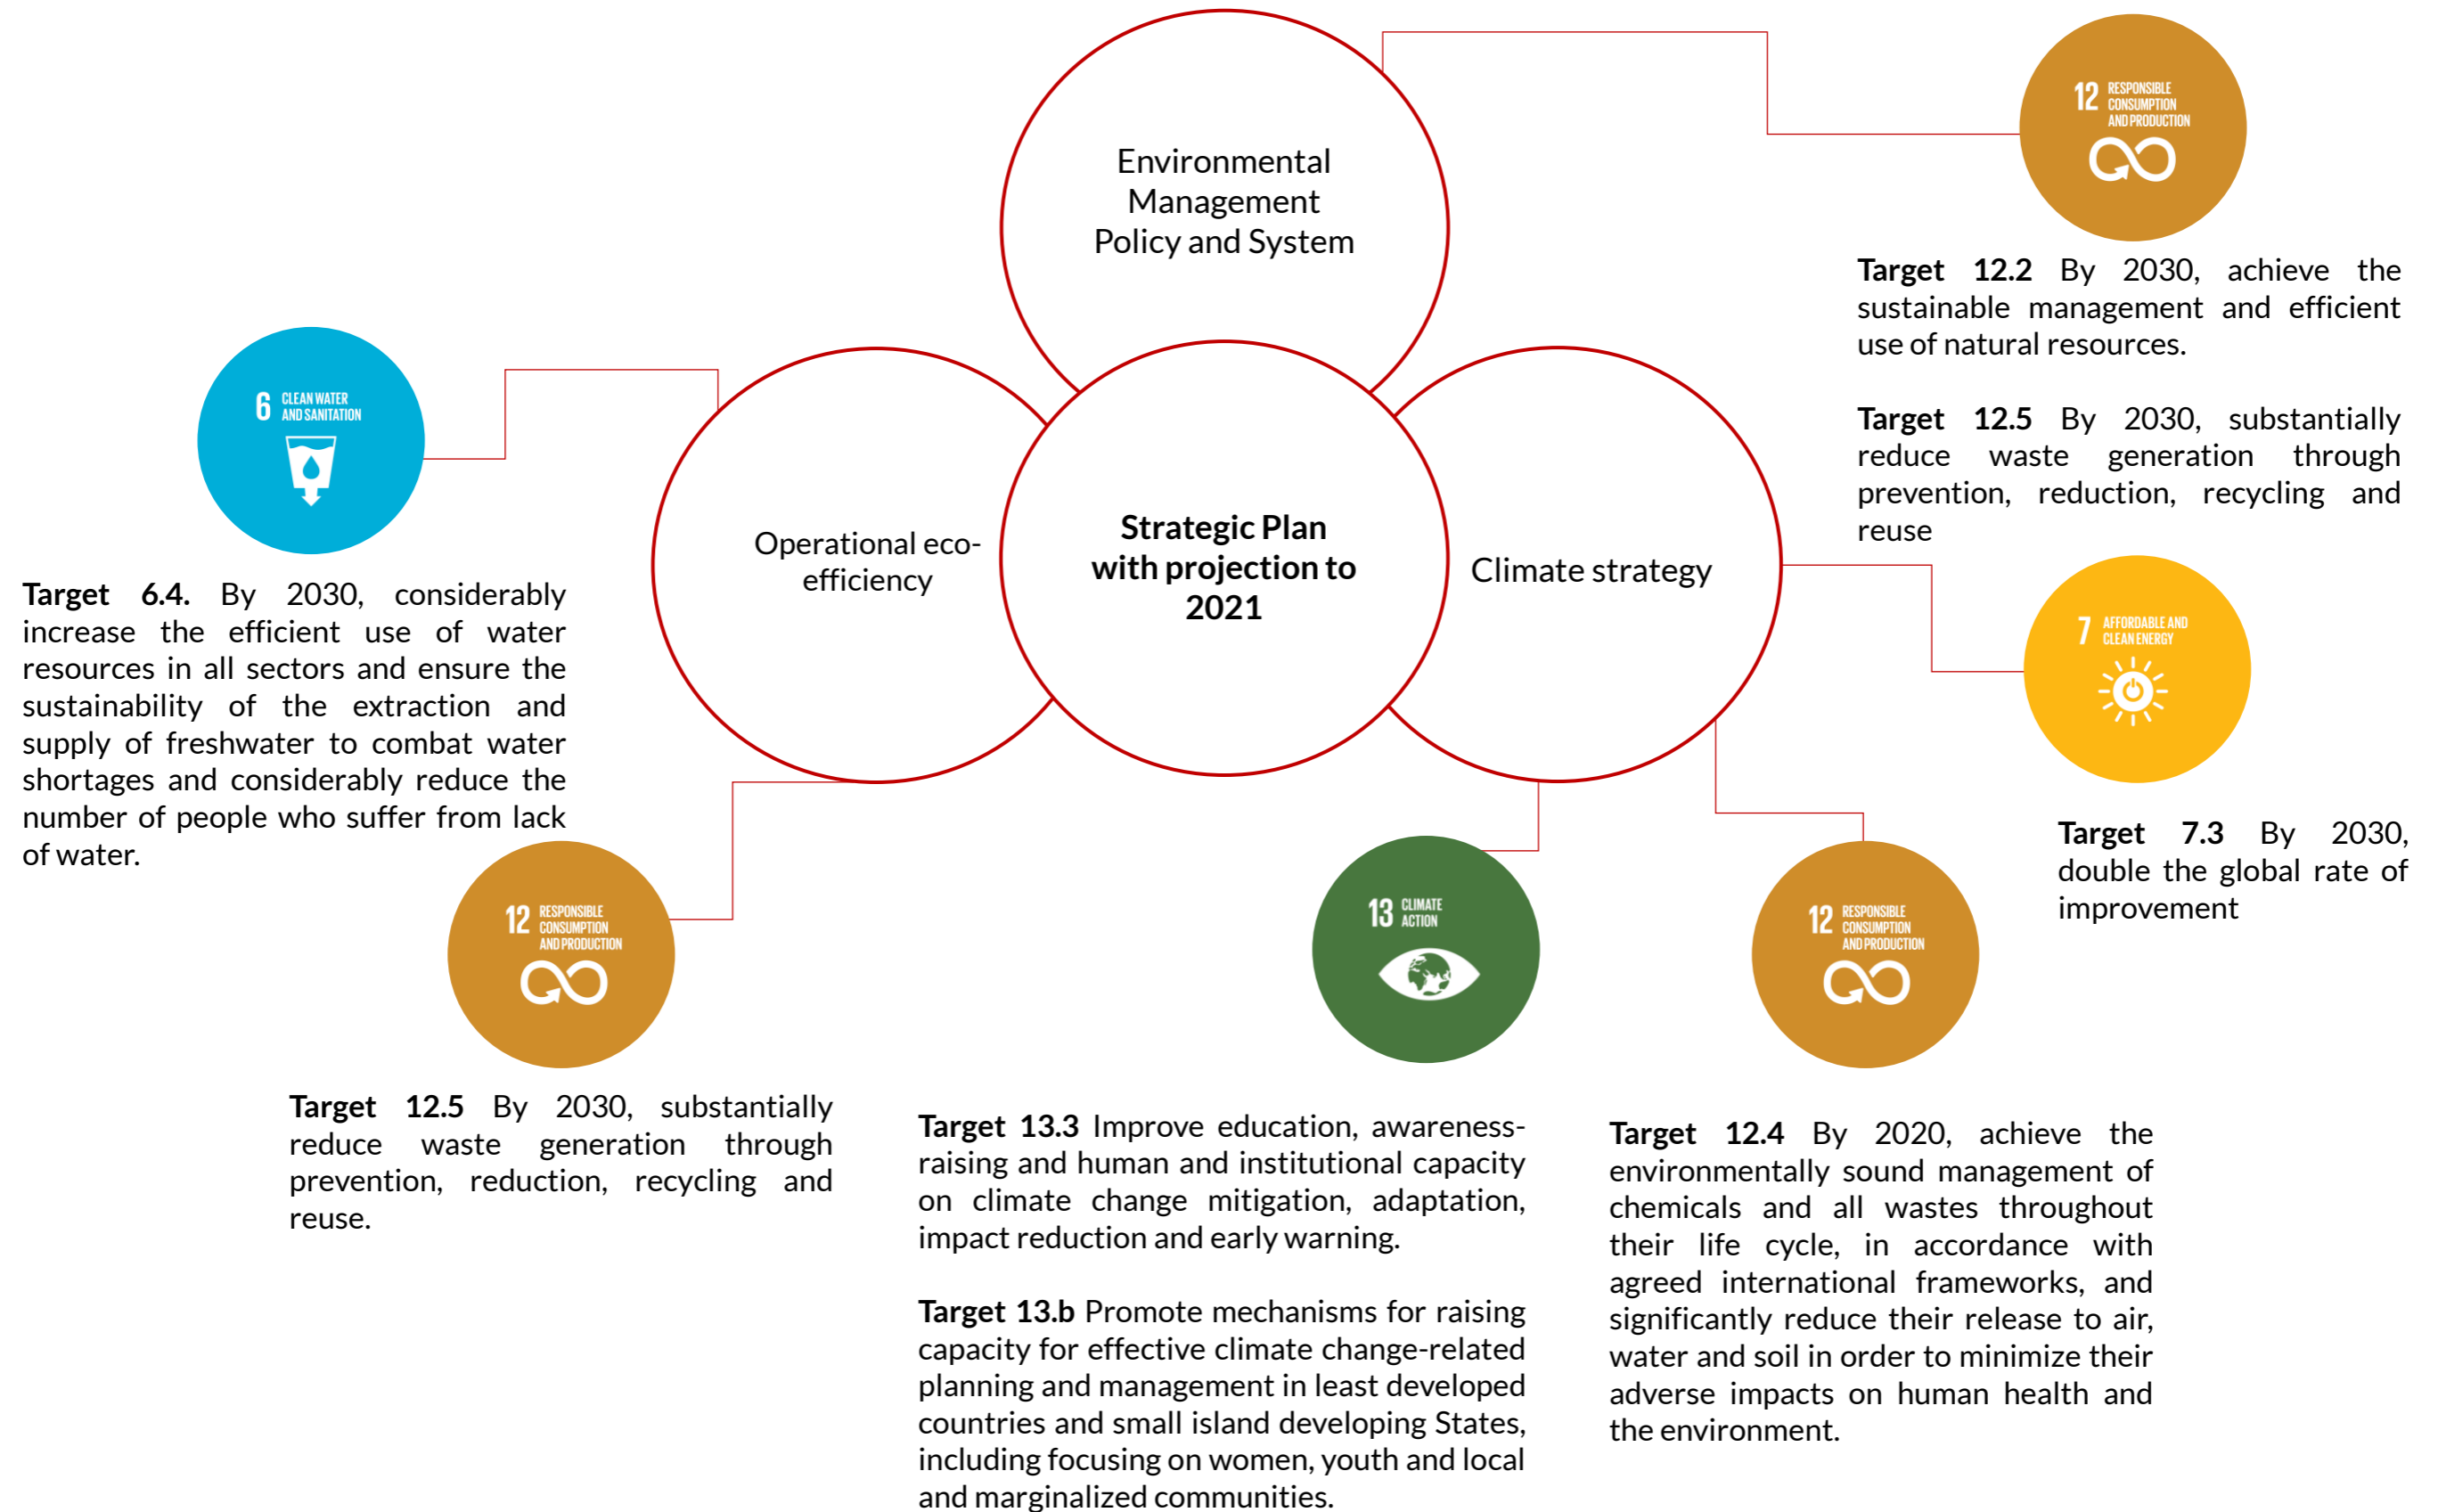 Environmental
Management
Policy and System
12 RESPONSIBLE
CONSUMPTION
AND PRODUCTION
Target 12.2 By 2030, achieve the
sustainable management and efficient
use of natural resources.
Target 12.5 By 2030, substantially
reduce waste generation through
prevention, reduction, recycling and
reuse
6 CLEAN WATER
AND SANITATION
Target 6.4. By 2030, considerably
increase the efficient use of water
resources in all sectors and ensure the
sustainability of the extraction and
supply of freshwater to combat water
shortages and considerably reduce the
number of people who suffer from lack
of water.
Operational eco-
efficiency
Strategic Plan
with projection to
2021
Climate strategy
7 AFFORDABLE AND
CLEAN ENERGY
Target 7.3 By 2030,
double the global rate of
improvement
12 RESPONSIBLE
CONSUMPTION
AND PRODUCTION
Target 12.5 By 2030, substantially
reduce waste generation through
prevention, reduction, recycling and
reuse.
13 CLIMATE
ACTION
Target 13.3 Improve education, awareness-
raising and human and institutional capacity
on climate change mitigation, adaptation,
impact reduction and early warning.
Target 13.b Promote mechanisms for raising
capacity for effective climate change-related
planning and management in least developed
countries and small island developing States,
including focusing on women, youth and local
and marginalized communities.
12 RESPONSIBLE
CONSUMPTION
AND PRODUCTION
Target 12.4 By 2020, achieve the
environmentally sound management of
chemicals and all wastes throughout
their life cycle, in accordance with
agreed international frameworks, and
significantly reduce their release to air,
water and soil in order to minimize their
adverse impacts on human health and
the environment.